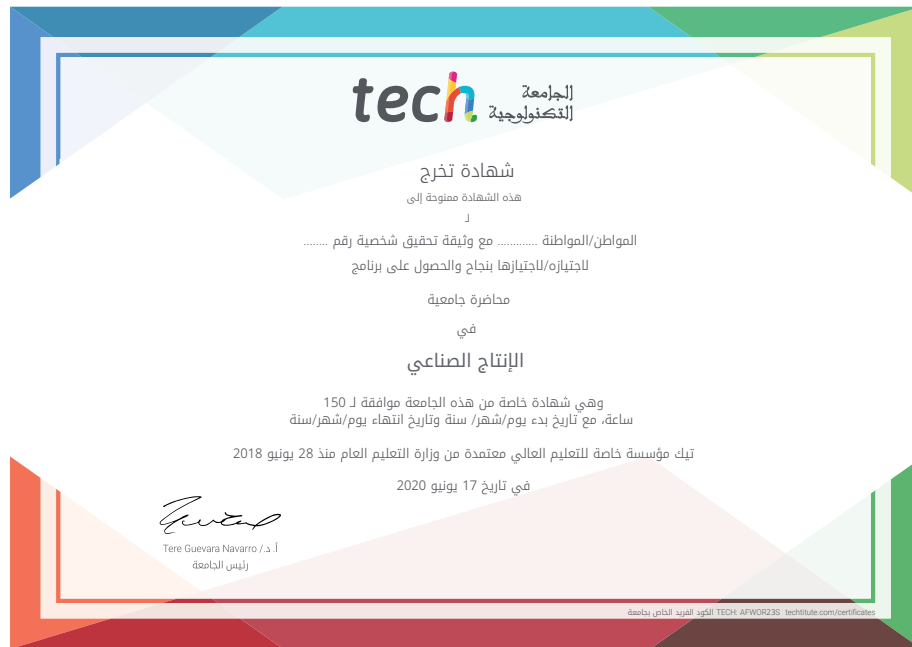 tech
الجامعة
التكنولوجية
شهادة تخرج
هذه الشهادة ممنوحة إلى
لـ
المواطن/المواطنة ............ مع وثيقة تحقيق شخصية رقم ........
لاجتيازه/لاجتيازها بنجاح والحصول على برنامج
محاضرة جامعية
في
الإنتاج الصناعي
وهي شهادة خاصة من هذه الجامعة موافقة لـ 150
ساعة، مع تاريخ بدء يوم/شهر/ سنة وتاريخ انتهاء يوم/شهر/سنة
تيك مؤسسة خاصة للتعليم العالي معتمدة من وزارة التعليم العام منذ 28 يونيو 2018
في تاريخ 17 يونيو 2020
أ. د./ Tere Guevara Navarro
رئيس الجامعة
الكود الفريد الخاص بجامعة TECH: AFWOR23S techtitute.com/certificates